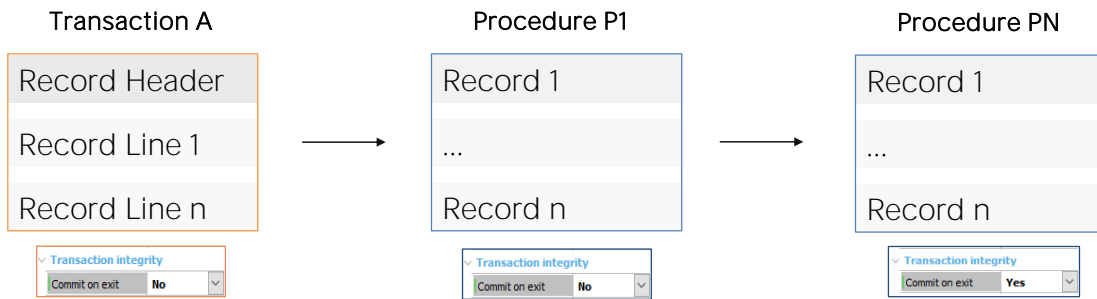 Transaction A
Record Header
Record Line 1
Record Line n
Transaction integrity
Commit on exit No
Procedure P1
Record 1
...
Record n
Transaction integrity
Commit on exit No
Procedure PN
Record 1
...
Record n
Transaction integrity
Commit on exit Yes